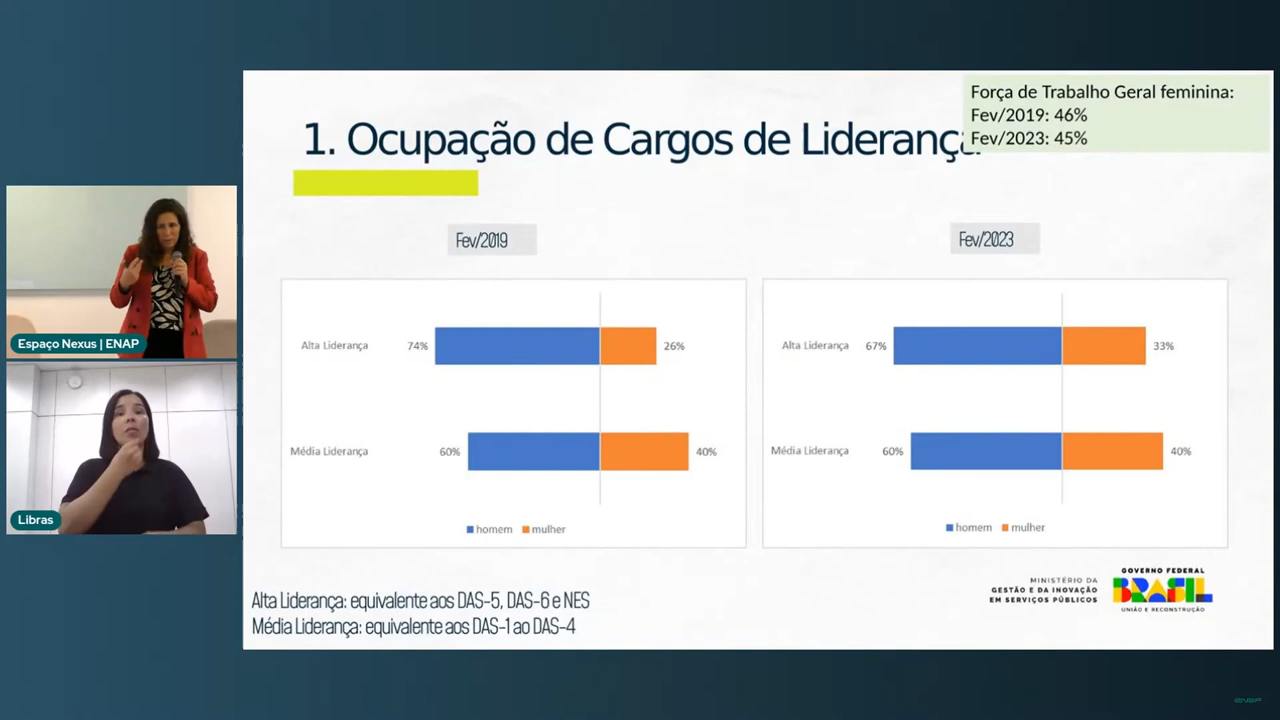 Força de Trabalho Geral feminina:
Fev/2019: 46%
Fev/2023: 45%
1. Ocupação de Cargos de Liderança
Fev/2019
Fev/2023
Alta Liderança 74% 26%
Média Liderança 60% 40%
homem mulher
Alta Liderança 67% 33%
Média Liderança 60% 40%
homem mulher
Espaço Nexus | ENAP
Libras
Alta Liderança: equivalente aos DAS-5, DAS-6 e NES
Média Liderança: equivalente aos DAS-1 ao DAS-4
MINISTÉRIO DA
GESTÃO E DA INOVAÇÃO
EM SERVIÇOS PÚBLICOS
GOVERNO FEDERAL
BRASIL
UNIÃO E RECONSTRUÇÃO
enap